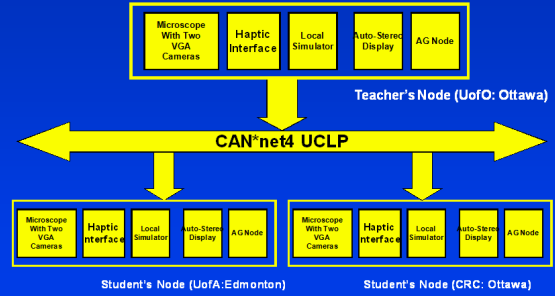 Microscope
With Two
VGA
Cameras
Haptic
Interface
Local
Simulator
Auto-Stereo
Display
AG Node
Teacher's Node (UofO: Ottawa)
CAN*net4 UCLP
Microscope
With Two
VGA
Cameras
Haptic
Interface
Local
Simulator
Auto-Stereo
Display
AG Node
Microscope
With Two
VGA
Cameras
Haptic
Interface
Local
Simulator
Auto-Stereo
Display
AG Node
Student's Node (UofA:Edmonton)
Student's Node (CRC: Ottawa)